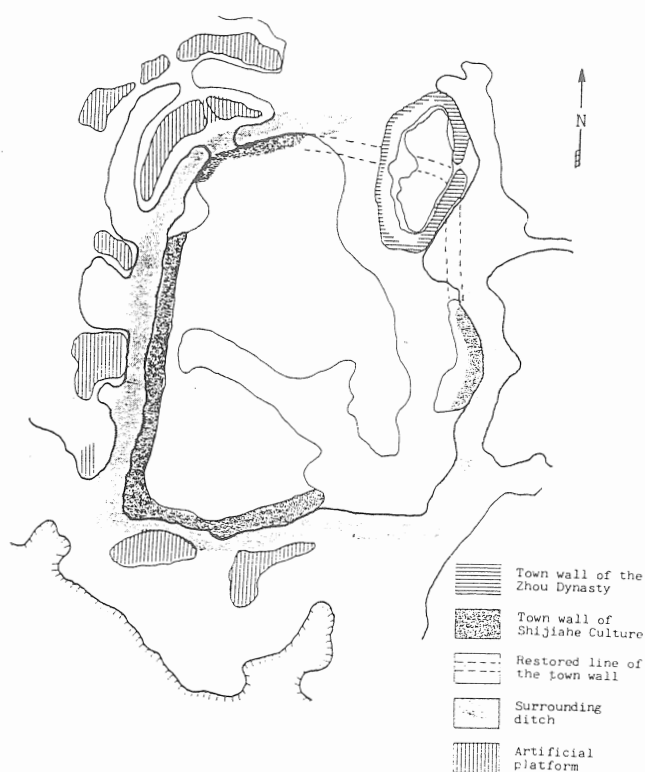 N
Town wall of the
Zhou Dynasty
Town wall of
Shijiahe Culture
Restored line of
the town wall
Surrounding
ditch
Artificial
platform